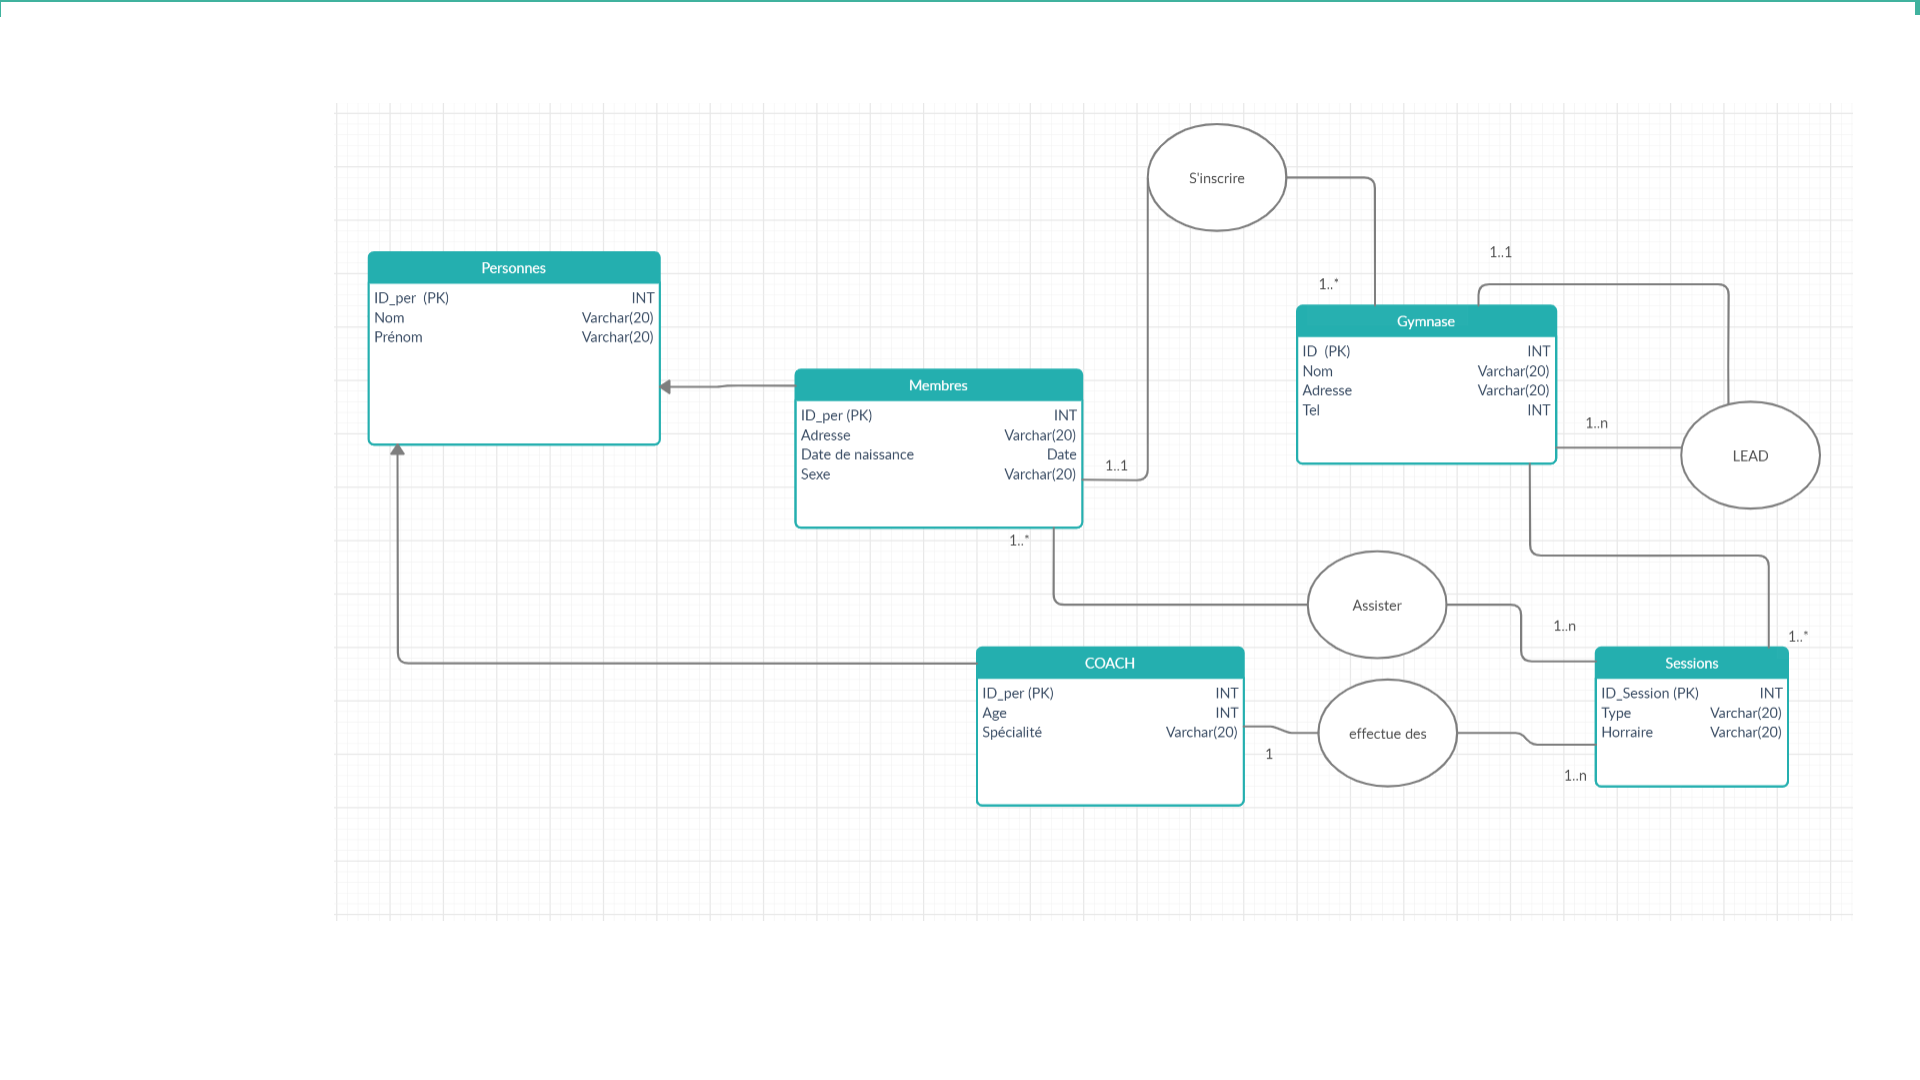 S'inscrire
1..1
Personnes
ID_per (PK) INT
Nom Varchar(20)
Prénom Varchar(20)
1..*
Gymnase
ID (PK) INT
Nom Varchar(20)
Adresse Varchar(20)
Tel INT
Membres
ID_per (PK) INT
Adresse Varchar(20)
Date de naissance Date
Sexe Varchar(20)
1..1
1..n
LEAD
1..*
Assister
1..n
1..*
COACH
ID_per (PK) INT
Age INT
Spécialité Varchar(20)
1
effectue des
1..n
Sessions
ID_Session (PK) INT
Type Varchar(20)
Horraire Varchar(20)